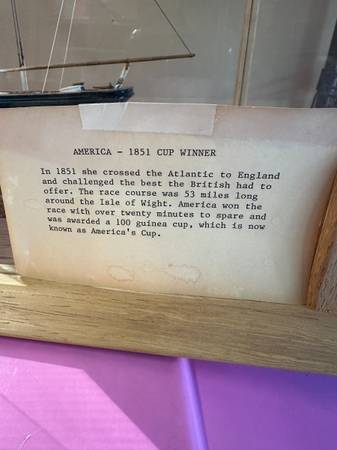 AMERICA - 1851 CUP WINNER
In 1851 she crossed the Atlantic to England
and challenged the best the British had to
offer. The race course was 53 miles long
around the Isle of Wight. America won the
race with over twenty minutes to spare and
was awarded a 100 guinea cup, which is now
known as America's Cup.